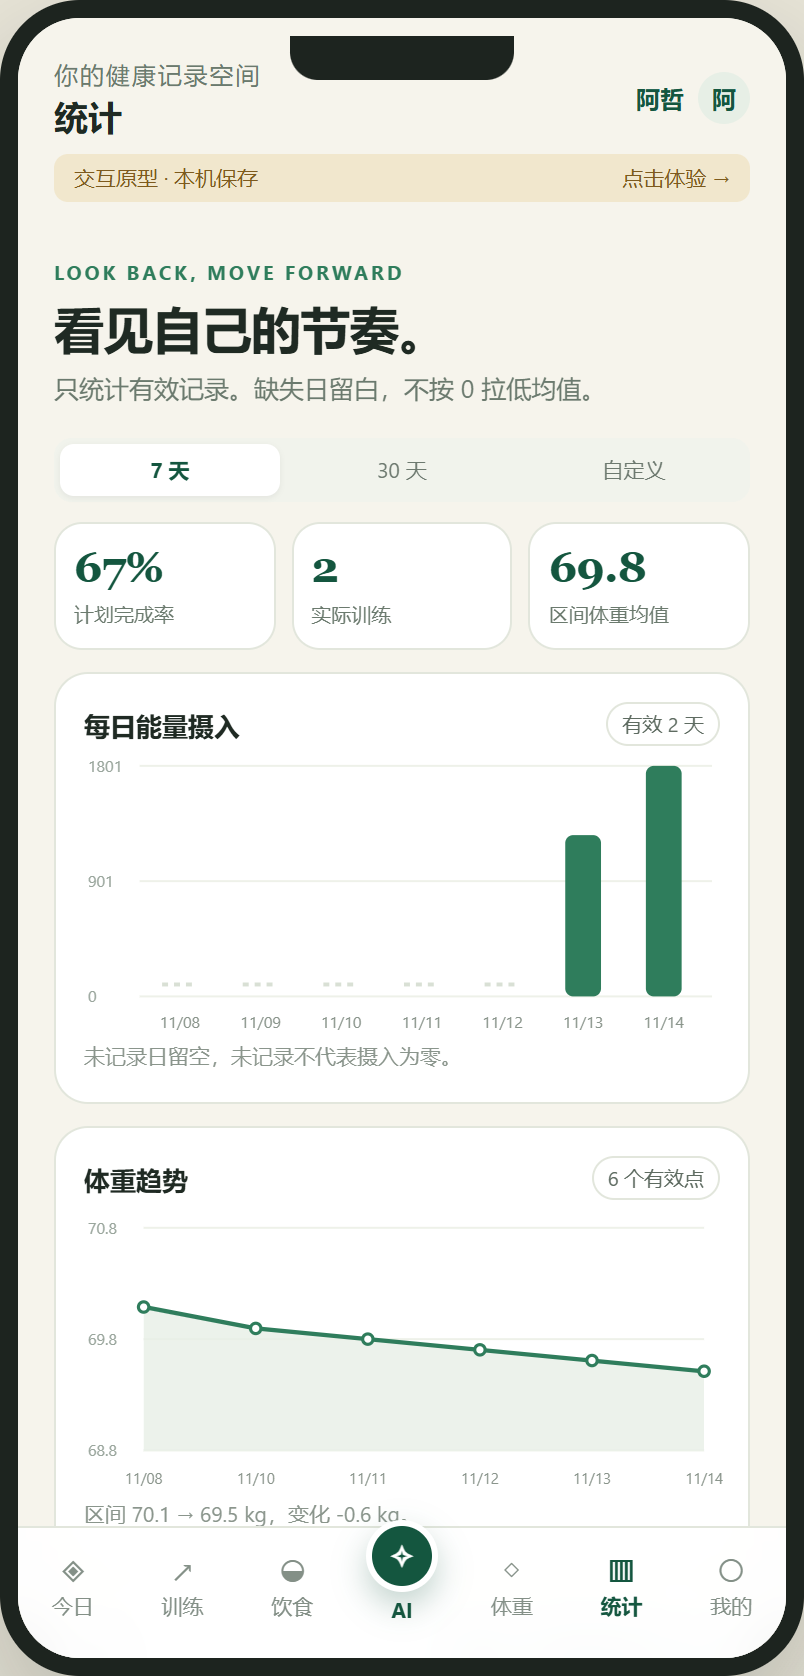 你的健康记录空间
统计
阿哲 阿
交互原型 · 本机保存 点击体验 →
LOOK BACK, MOVE FORWARD
看见自己的节奏。
只统计有效记录。缺失日留白，不按 0 拉低均值。
7 天 30 天 自定义
67% 2 69.8
计划完成率 实际训练 区间体重均值
每日能量摄入 有效 2 天
1801
901
0
11/08 11/09 11/10 11/11 11/12 11/13 11/14
未记录日留空，未记录不代表摄入为零。
体重趋势 6 个有效点
70.8
69.8
68.8
11/08 11/10 11/11 11/12 11/13 11/14
区间 70.1 → 69.5 kg，变化 -0.6 kg。
今日 训练 饮食 AI 体重 统计 我的